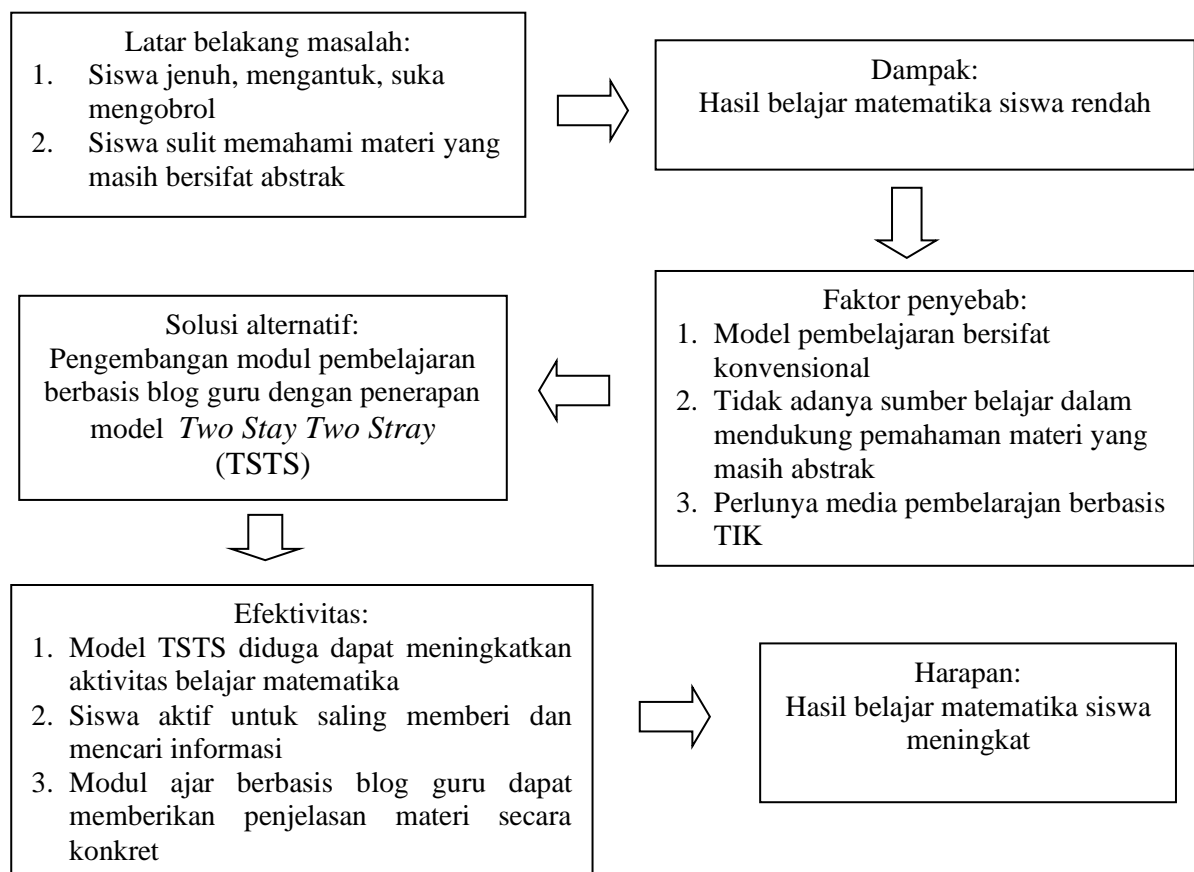 Latar belakang masalah:
1. Siswa jenuh, mengantuk, suka
mengobrol
2. Siswa sulit memahami materi yang
masih bersifat abstrak
Dampak:
Hasil belajar matematika siswa rendah
Faktor penyebab:
1. Model pembelajaran bersifat
konvensional
2. Tidak adanya sumber belajar dalam
mendukung pemahaman materi yang
masih abstrak
3. Perlunya media pembelarajan berbasis
TIK
Solusi alternatif:
Pengembangan modul pembelajaran
berbasis blog guru dengan penerapan
model Two Stay Two Stray
(TSTS)
Efektivitas:
1. Model TSTS diduga dapat meningkatkan
aktivitas belajar matematika
2. Siswa aktif untuk saling memberi dan
mencari informasi
3. Modul ajar berbasis blog guru dapat
memberikan penjelasan materi secara
konkret
Harapan:
Hasil belajar matematika siswa
meningkat